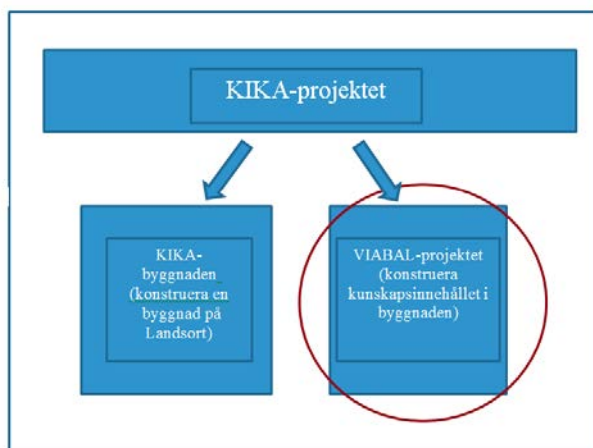 KIKA-projektet
KIKA-
byggnaden
(konstruera en
byggnad på
Landsort)
VIABAL-projektet
(konstruera
kunskapsinnehållet i
byggnaden)